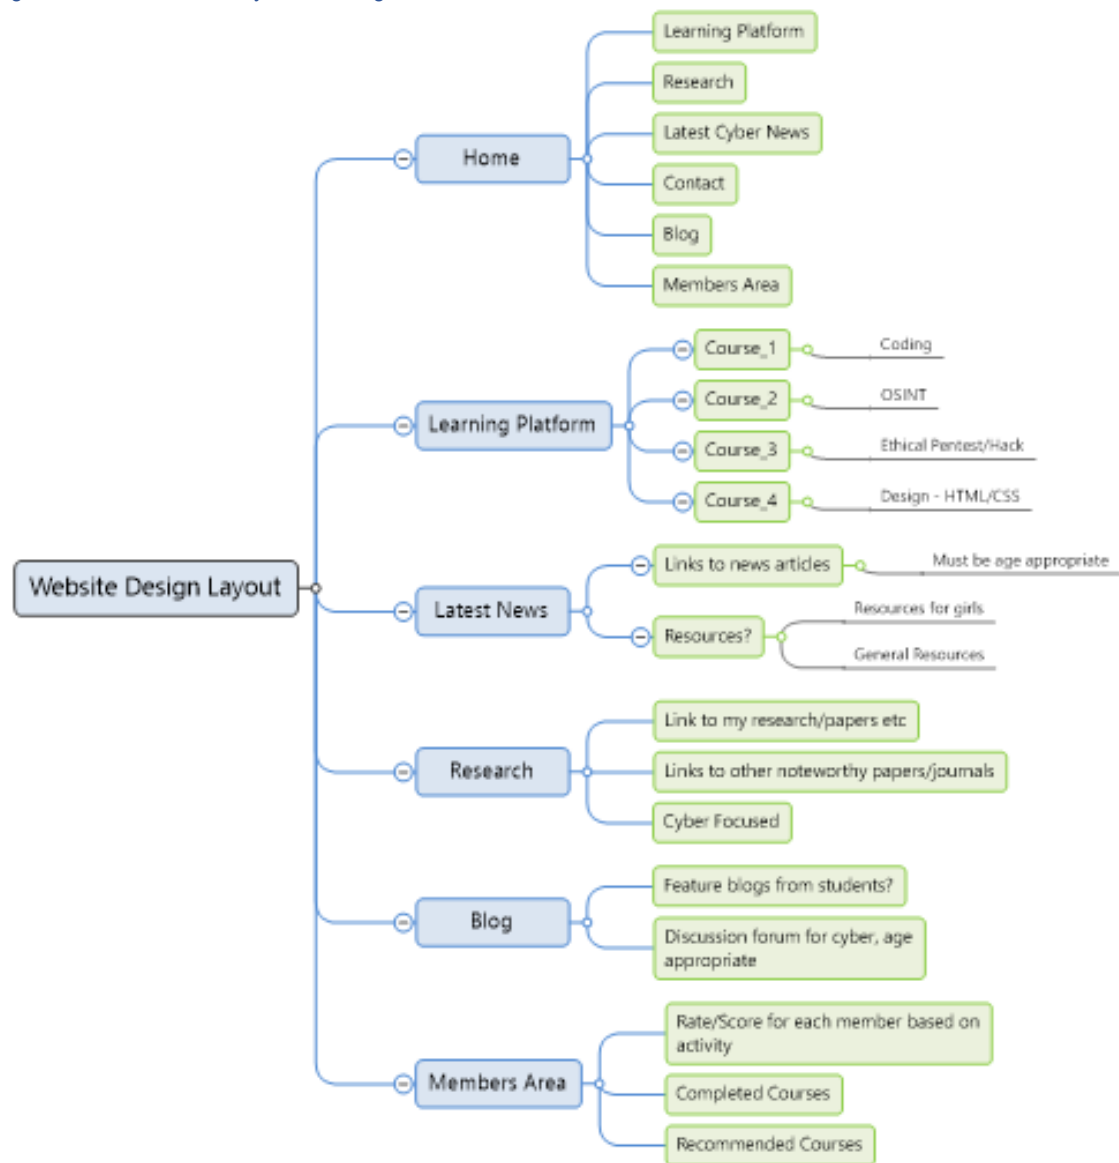 Learning Platform
Research
Latest Cyber News
Home
Contact
Blog
Members Area
Course_1
Coding
Course_2
OSINT
Learning Platform
Course_3
Ethical Pentest/Hack
Course_4
Design - HTML/CSS
Website Design Layout
Links to news articles
Must be age appropriate
Latest News
Resources?
Resources for girls
General Resources
Link to my research/papers etc
Research
Links to other noteworthy papers/journals
Cyber Focused
Feature blogs from students?
Blog
Discussion forum for cyber, age
appropriate
Rate/Score for each member based on
activity
Members Area
Completed Courses
Recommended Courses